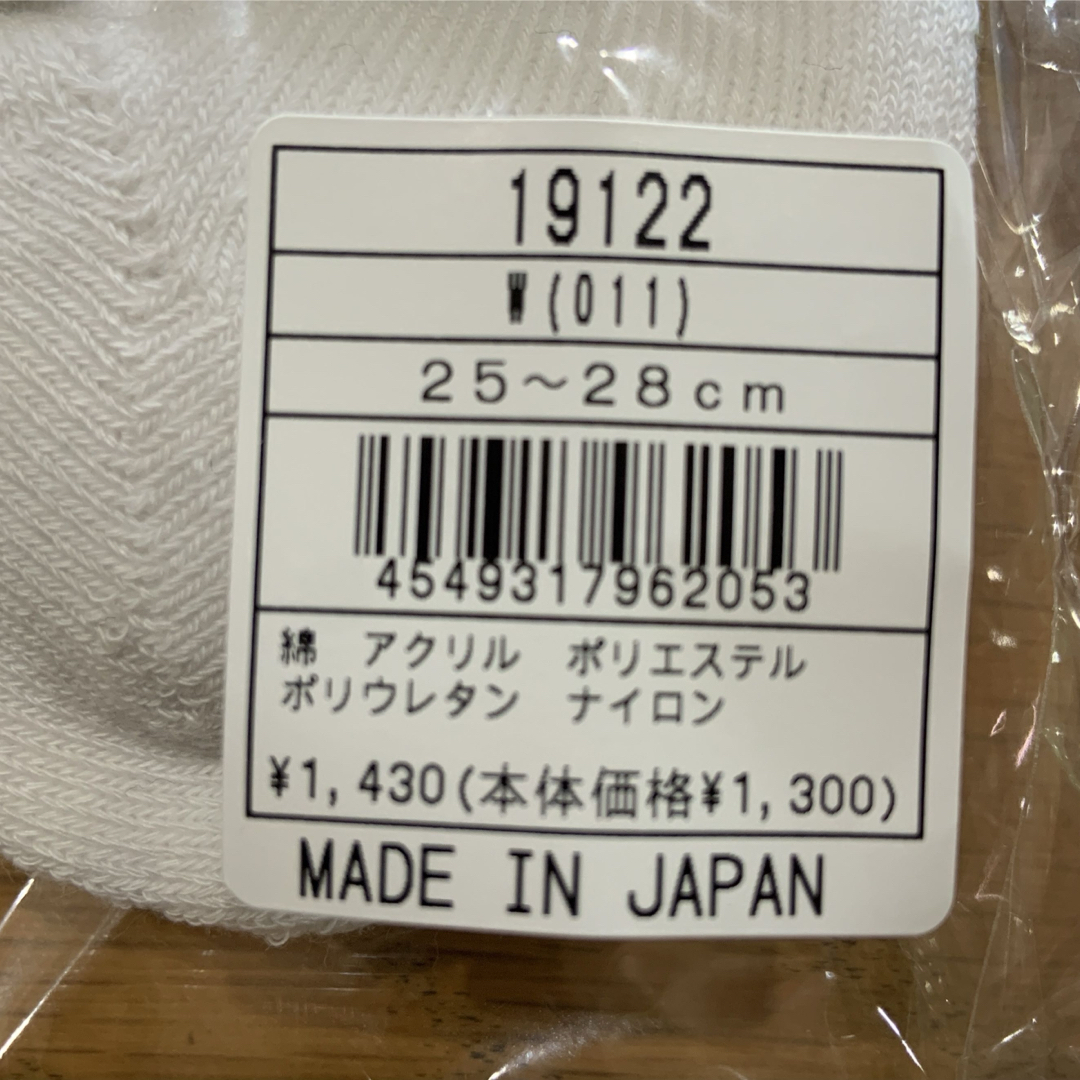 19122
W(011)
25～28cm
4549317962053
綿　アクリル　ポリエステル
ポリウレタン　ナイロン
¥1,430(本体価格¥1,300)
MADE IN JAPAN